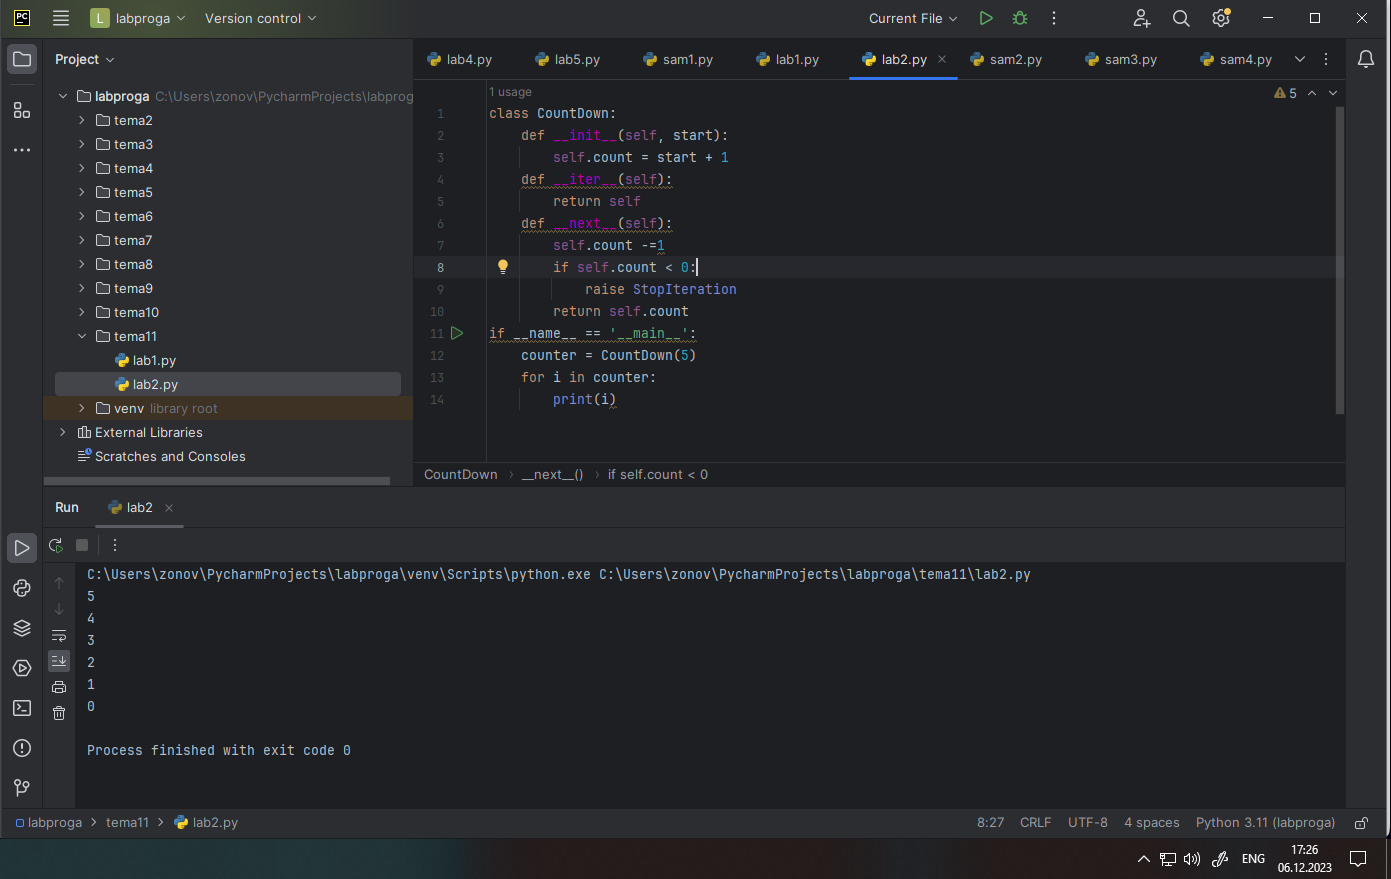 PC
L labproga Version control Current File
Project
lab4.py lab5.py sam1.py lab1.py lab2.py sam2.py sam3.py sam4.py
labproga C:\Users\zonov\PycharmProjects\labprog
tema2
tema3
tema4
tema5
tema6
tema7
tema8
tema9
tema10
tema11
lab1.py
lab2.py
venv library root
External Libraries
Scratches and Consoles
1 usage
5
1 class CountDown:
2 def __init__(self, start):
3 self.count = start + 1
4 def __iter__(self):
5 return self
6 def __next__(self):
7 self.count -=1
8 if self.count < 0:
9 raise StopIteration
10 return self.count
11 if __name__ == '__main__':
12 counter = CountDown(5)
13 for i in counter:
14 print(i)
CountDown __next__() if self.count < 0
Run lab2
C:\Users\zonov\PycharmProjects\labproga\venv\Scripts\python.exe C:\Users\zonov\PycharmProjects\labproga\tema11\lab2.py
5
4
3
2
1
0
Process finished with exit code 0
labproga tema11 lab2.py
8:27 CRLF UTF-8 4 spaces Python 3.11 (labproga)
ENG
17:26
06.12.2023